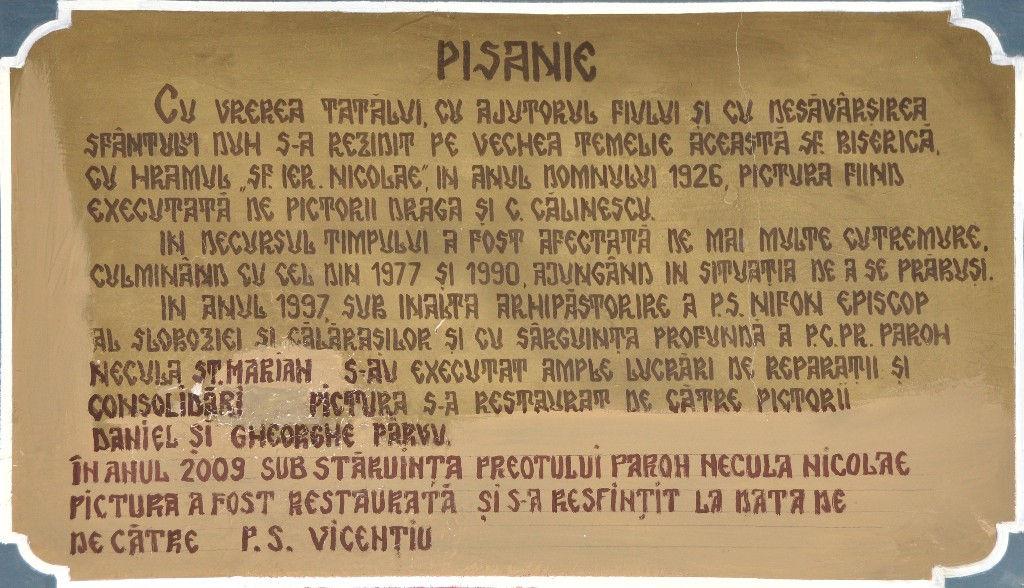 PISANIE
CU VREREA TATĂLUI, CU AJUTORUL FIULUI ȘI CU DESĂVÂRȘIREA
SFÂNTULUI DUH S-A REZIDIT PE VECHEA TEMELIE ACEASTĂ SF. BISERICĂ,
CU HRAMUL „SF. IER. NICOLAE”, IN ANUL DOMNULUI 1926, PICTURA FIIND
EXECUTATĂ DE PICTORII DRAGA ȘI C. CĂLINESCU.
IN DECURSUL TIMPULUI A FOST AFECTATĂ DE MAI MULTE CUTREMURE,
CULMINÂND CU CEL DIN 1977 ȘI 1990, AJUNGÂND IN SITUAȚIA DE A SE PRĂBUȘI.
IN ANUL 1997, SUB INALTA ARHIPĂSTORIRE A P.S. NIFON EPISCOP
AL SLOBOZIEI ȘI CĂLĂRAȘILOR ȘI CU SÂRGUINȚA PROFUNDĂ A P.C. PR. PAROH
NECULA ȘT. MARIAN S-AU EXECUTAT AMPLE LUCRĂRI DE REPARAȚII ȘI
CONSOLIDĂRI PICTURA S-A RESTAURAT DE CĂTRE PICTORII
DANIEL ȘI GHEORGHE PÂRVU.
ÎN ANUL 2009 SUB STĂRUINȚA PREOTULUI PAROH NECULA NICOLAE
PICTURA A FOST RESTAURATĂ ȘI S-A RESFINȚIT LA DATA DE
DE CĂTRE P.S. VICENTIU